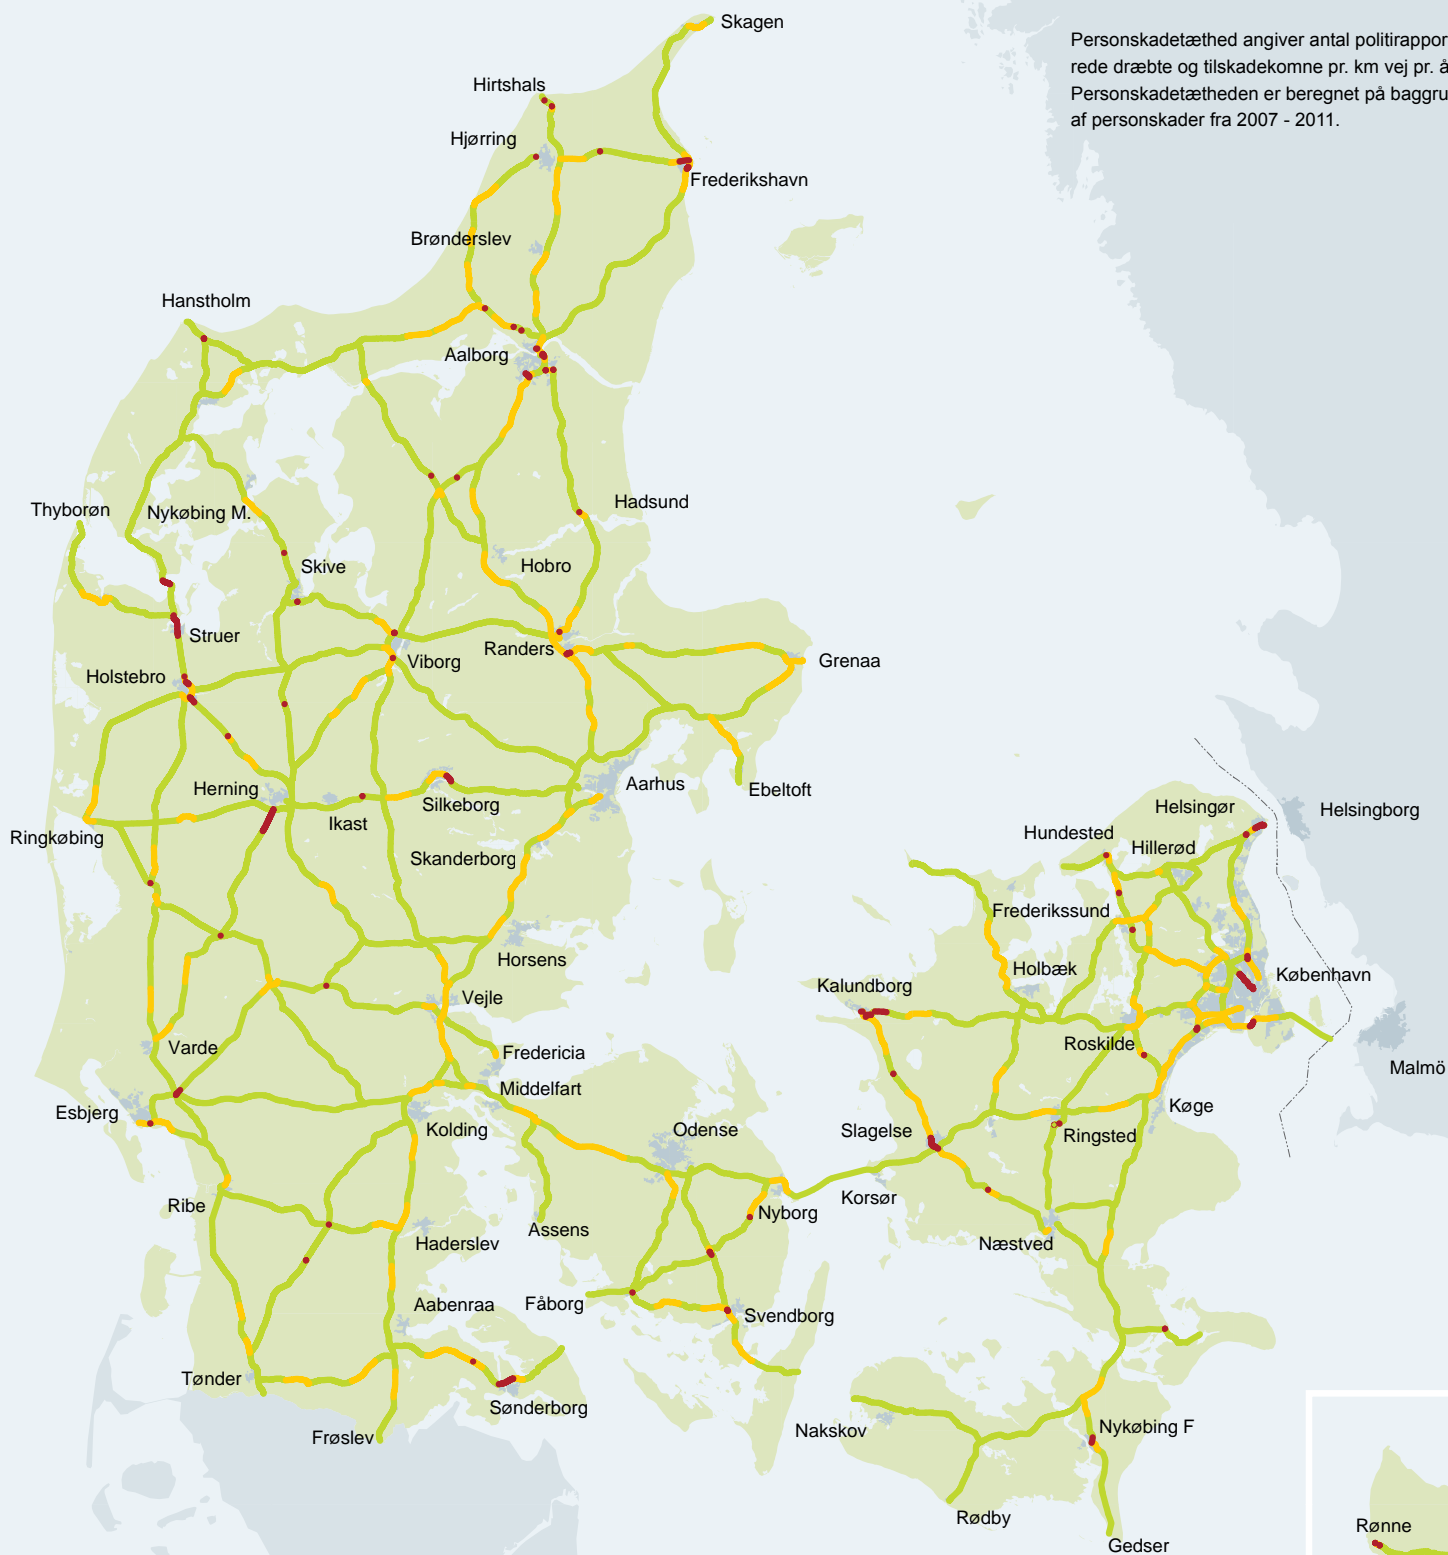 Skagen
Personskadetæthed angiver antal politirappor
rede dræbte og tilskadekomne pr. km vej pr. å
Personskadetætheden er beregnet på baggru
af personskader fra 2007 - 2011.
Hirtshals
Hjørring
Frederikshavn
Brønderslev
Hanstholm
Aalborg
Hadsund
Thyborøn
Nykøbing M.
Skive
Hobro
Struer
Randers
Viborg
Grenaa
Holstebro
Aarhus
Herning
Silkeborg
Ebeltoft
Helsingør
Helsingborg
Ikast
Ringkøbing
Hundested
Hillerød
Skanderborg
Frederikssund
Horsens
Holbæk
København
Kalundborg
Vejle
Roskilde
Varde
Fredericia
Malmö
Middelfart
Esbjerg
Køge
Kolding
Odense
Slagelse
Ringsted
Ribe
Korsør
Nyborg
Assens
Haderslev
Næstved
Aabenraa
Fåborg
Svendborg
Tønder
Sønderborg
Nakskov
Nykøbing F
Frøslev
Rødby
Rønne
Gedser